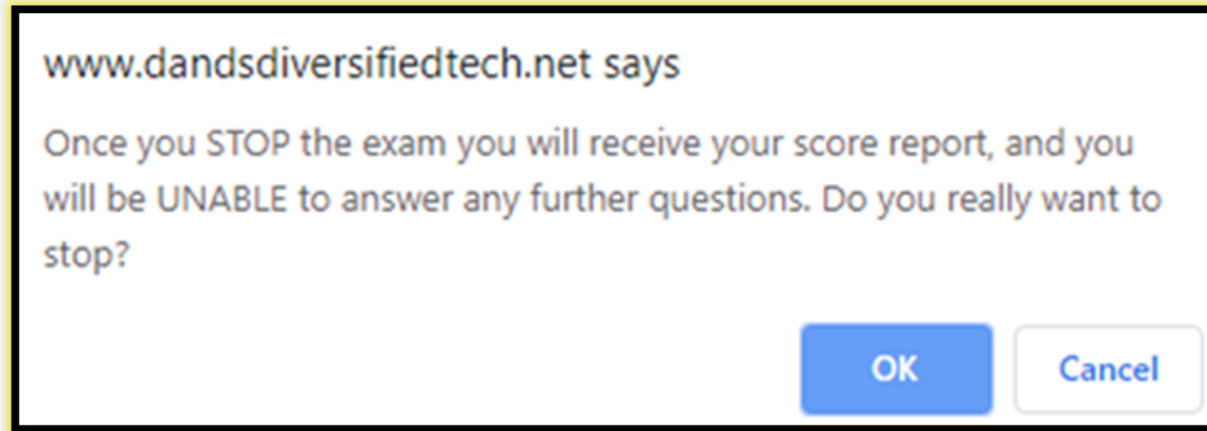 www.dandsdiversifiedtech.net says
Once you STOP the exam you will receive your score report, and you
will be UNABLE to answer any further questions. Do you really want to
stop?
OK
Cancel